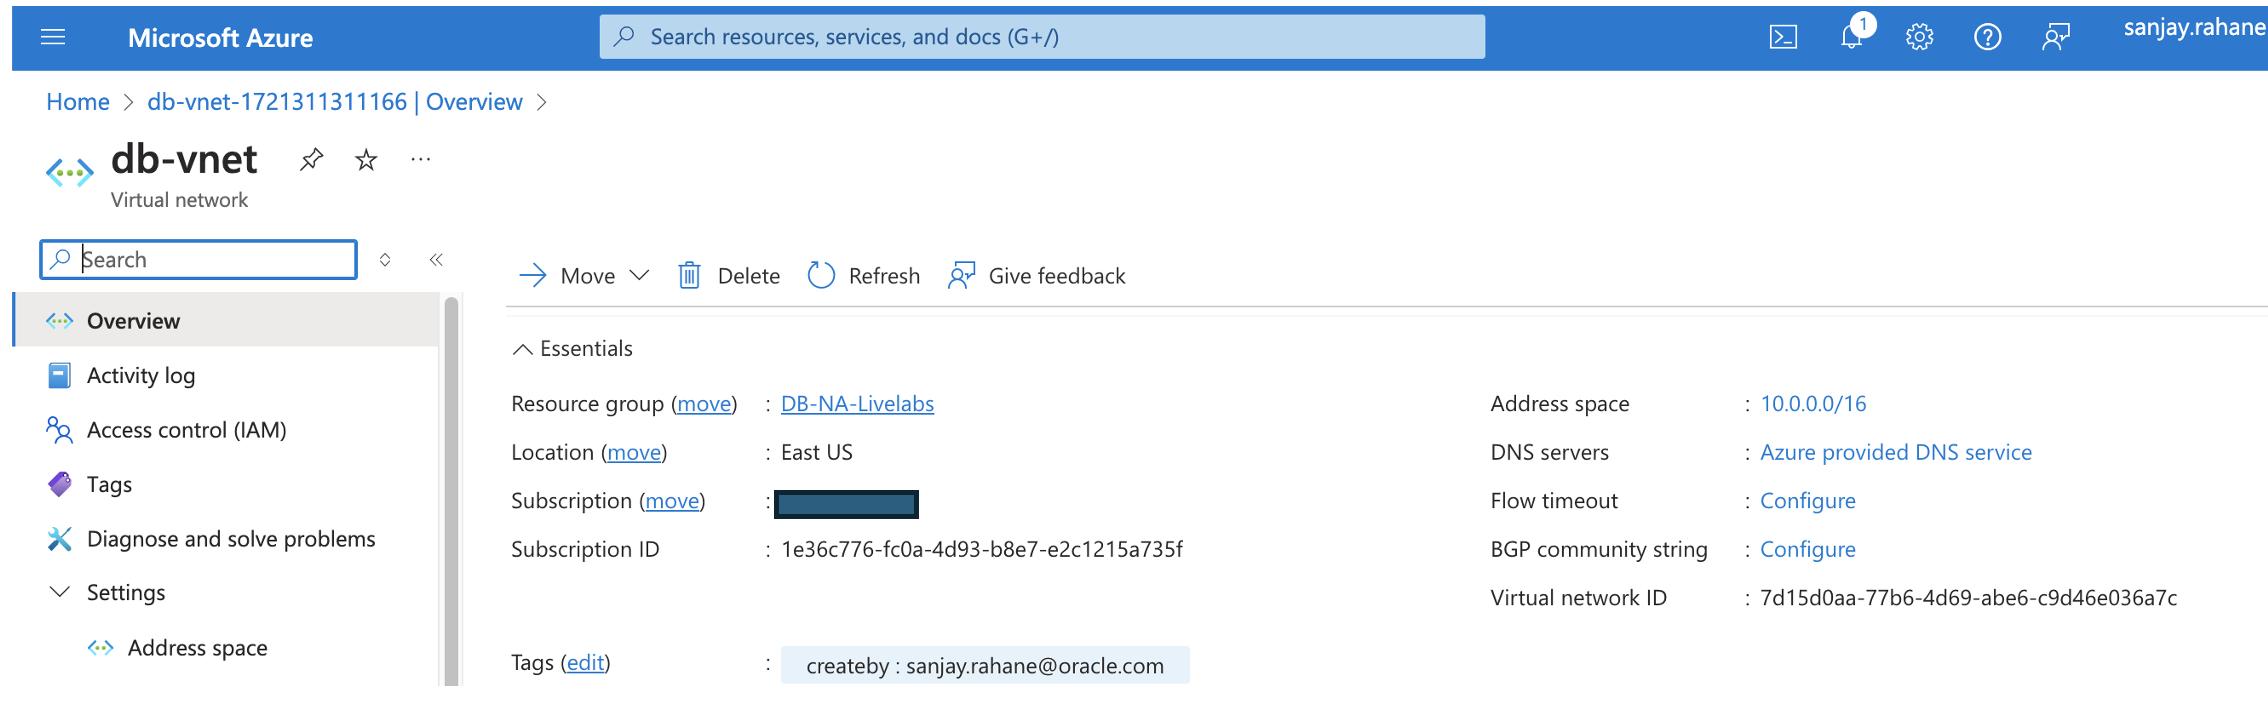 Microsoft Azure
Search resources, services, and docs (G+/)
1
sanjay.rahane
Home > db-vnet-1721311311166 | Overview >
db-vnet
Virtual network
Search
Overview
Activity log
Access control (IAM)
Tags
Diagnose and solve problems
Settings
Address space
Move
Delete
Refresh
Give feedback
Essentials
Resource group (move) : DB-NA-Livelabs
Location (move) : East US
Subscription (move) :
Subscription ID : 1e36c776-fc0a-4d93-b8e7-e2c1215a735f
Address space : 10.0.0.0/16
DNS servers : Azure provided DNS service
Flow timeout : Configure
BGP community string : Configure
Virtual network ID : 7d15d0aa-77b6-4d69-abe6-c9d46e036a7c
Tags (edit) : createby : sanjay.rahane@oracle.com